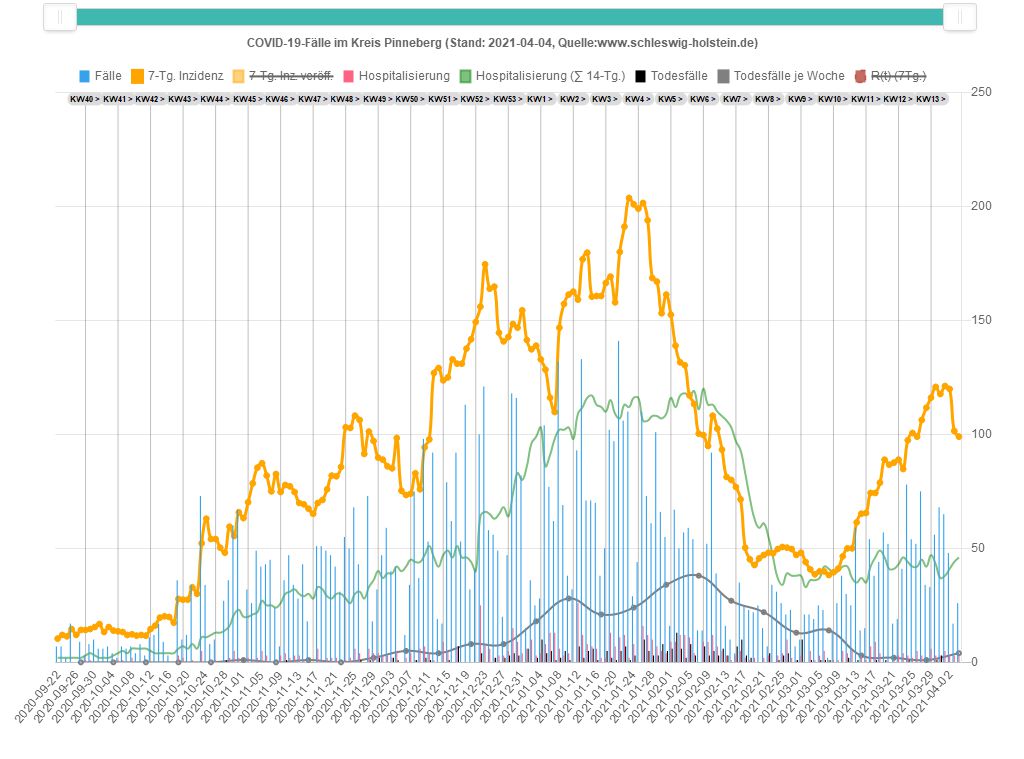 COVID-19-Fälle im Kreis Pinneberg (Stand: 2021-04-04, Quelle:www.schleswig-holstein.de)
Fälle 7-Tg. Inzidenz 7-Tg. Inz. veröff. Hospitalisierung Hospitalisierung (∑ 14-Tg.) Todesfälle Todesfälle je Woche R(t) (7Tg.)
KW40 > KW41 > KW42 > KW43 > KW44 > KW45 > KW46 > KW47 > KW48 > KW49 > KW50 > KW51 > KW52 > KW53 > KW1 > KW2 > KW3 > KW4 > KW5 > KW6 > KW7 > KW8 > KW9 > KW10 > KW11 > KW12 > KW13 >
250
200
150
100
50
0
2020-09-22 2020-09-26 2020-09-30 2020-10-04 2020-10-08 2020-10-12 2020-10-16 2020-10-20 2020-10-24 2020-10-28 2020-11-01 2020-11-05 2020-11-09 2020-11-13 2020-11-17 2020-11-21 2020-11-25 2020-11-29 2020-12-03 2020-12-07 2020-12-11 2020-12-15 2020-12-19 2020-12-23 2020-12-27 2020-12-31 2021-01-04 2021-01-08 2021-01-12 2021-01-16 2021-01-20 2021-01-24 2021-01-28 2021-02-01 2021-02-05 2021-02-09 2021-02-13 2021-02-17 2021-02-21 2021-02-25 2021-03-01 2021-03-05 2021-03-09 2021-03-13 2021-03-17 2021-03-21 2021-03-25 2021-03-29 2021-04-02